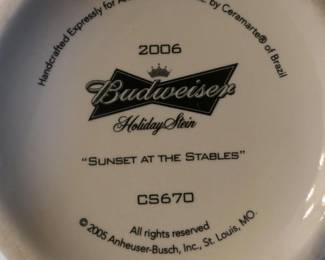 Handcrafted Expressly for A by Ceramarte® of Brazil
2006
Budweiser
Holiday Stein
"SUNSET AT THE STABLES"
CS670
All rights reserved
© 2005 Anheuser-Busch, Inc., St. Louis, MO.